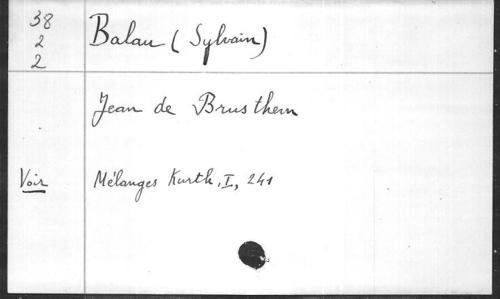 38
2
2
Balau (Sylvain)
Jean de Brusthem
Voir
Mélanges Kurth, I, 241